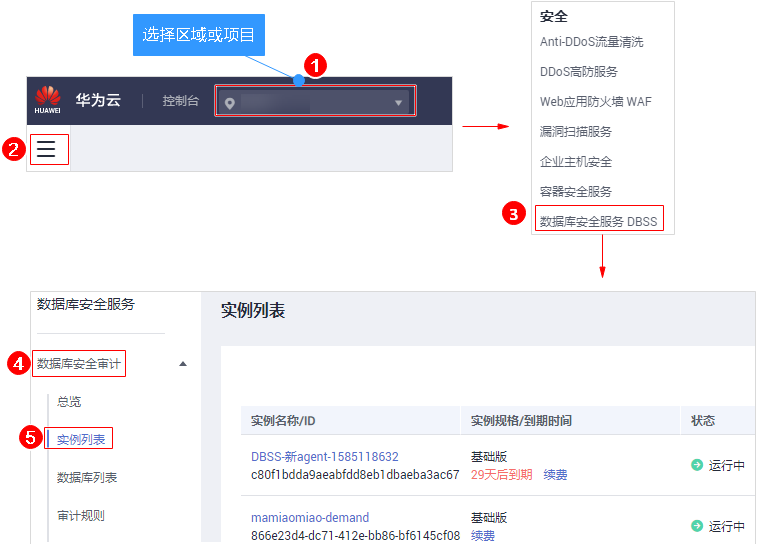 选择区域或项目
1
HUAWEI
华为云
控制台
2
安全
Anti-DDoS流量清洗
DDoS高防服务
Web应用防火墙 WAF
漏洞扫描服务
企业主机安全
容器安全服务
3
数据库安全服务 DBSS
数据库安全服务
4
数据库安全审计
总览
5
实例列表
数据库列表
审计规则
实例列表
实例名称/ID 实例规格/到期时间 状态
DBSS-新agent-1585118632 基础版
c80f1bdda9aeabfdd8eb1dbaeba3ac67 29天后到期 续费 运行中
mamiaomiao-demand 基础版
866e23d4-dc71-412e-bb86-bf6145cf08 续费 运行中